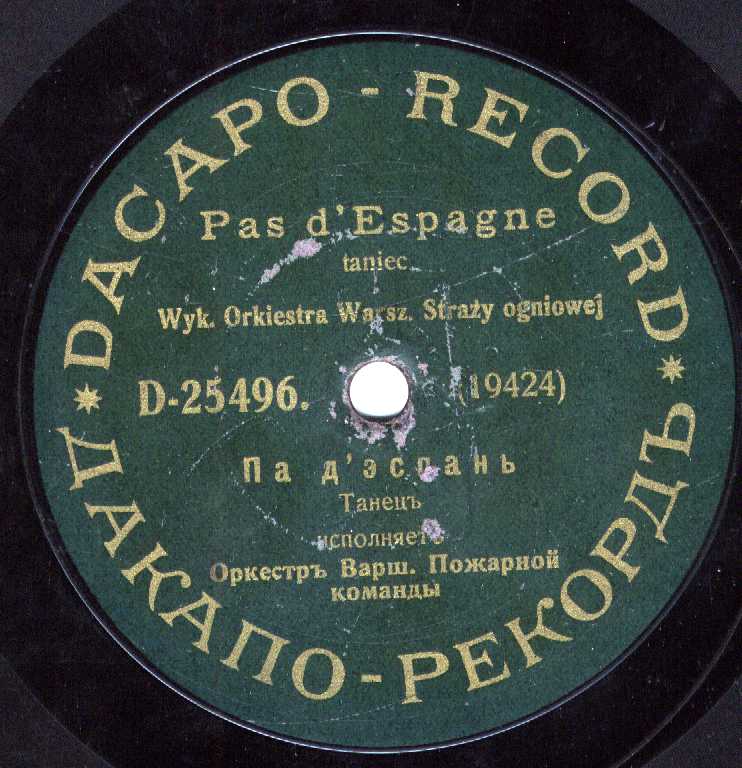 DACAPO - RECORD
Pas d'Espagne
taniec
Wyk. Orkiestra Warsz. Straży ogniowej
D-25496. (19424)
Па д'эспань
Танецъ
исполняетъ
Оркестръ Варш. Пожарной
команды
ДАКАПО-РЕКОРДЪ